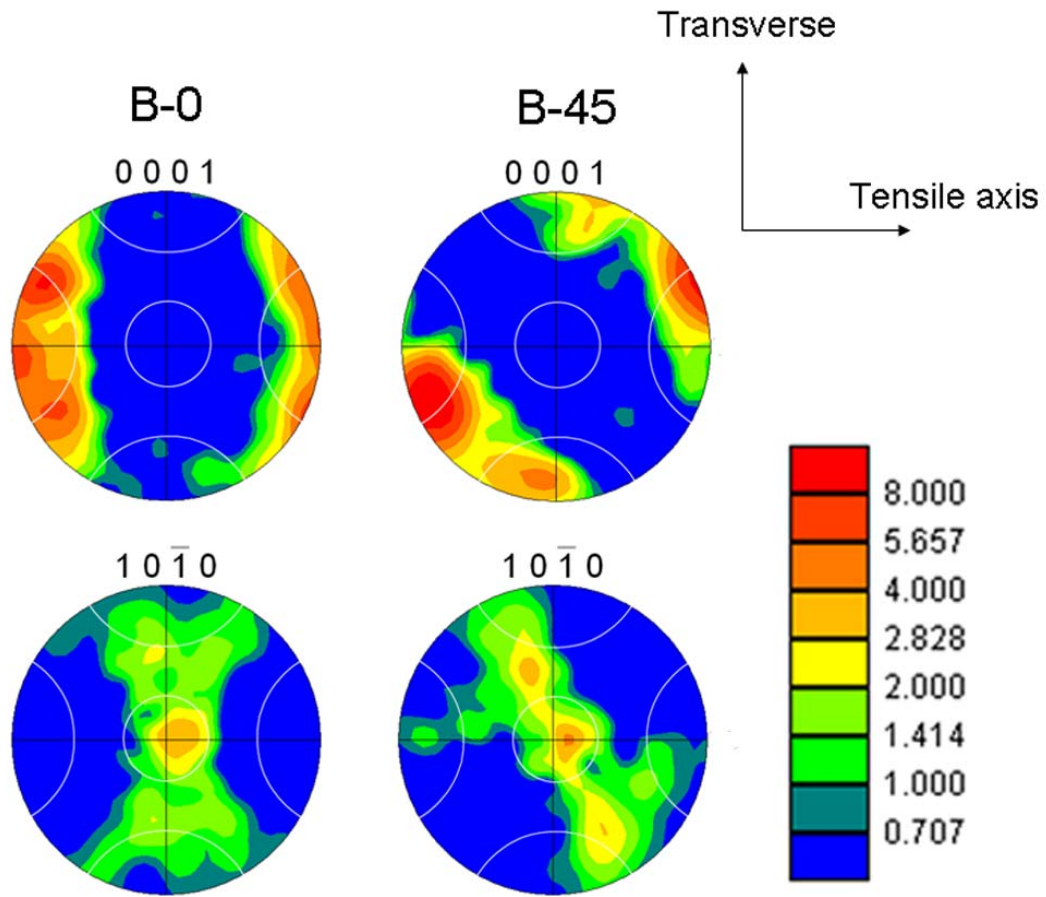 Transverse
B-0
B-45
0 0 0 1
0 0 0 1
Tensile axis
1 0 1̅ 0
1 0 1̅ 0
8.000
5.657
4.000
2.828
2.000
1.414
1.000
0.707